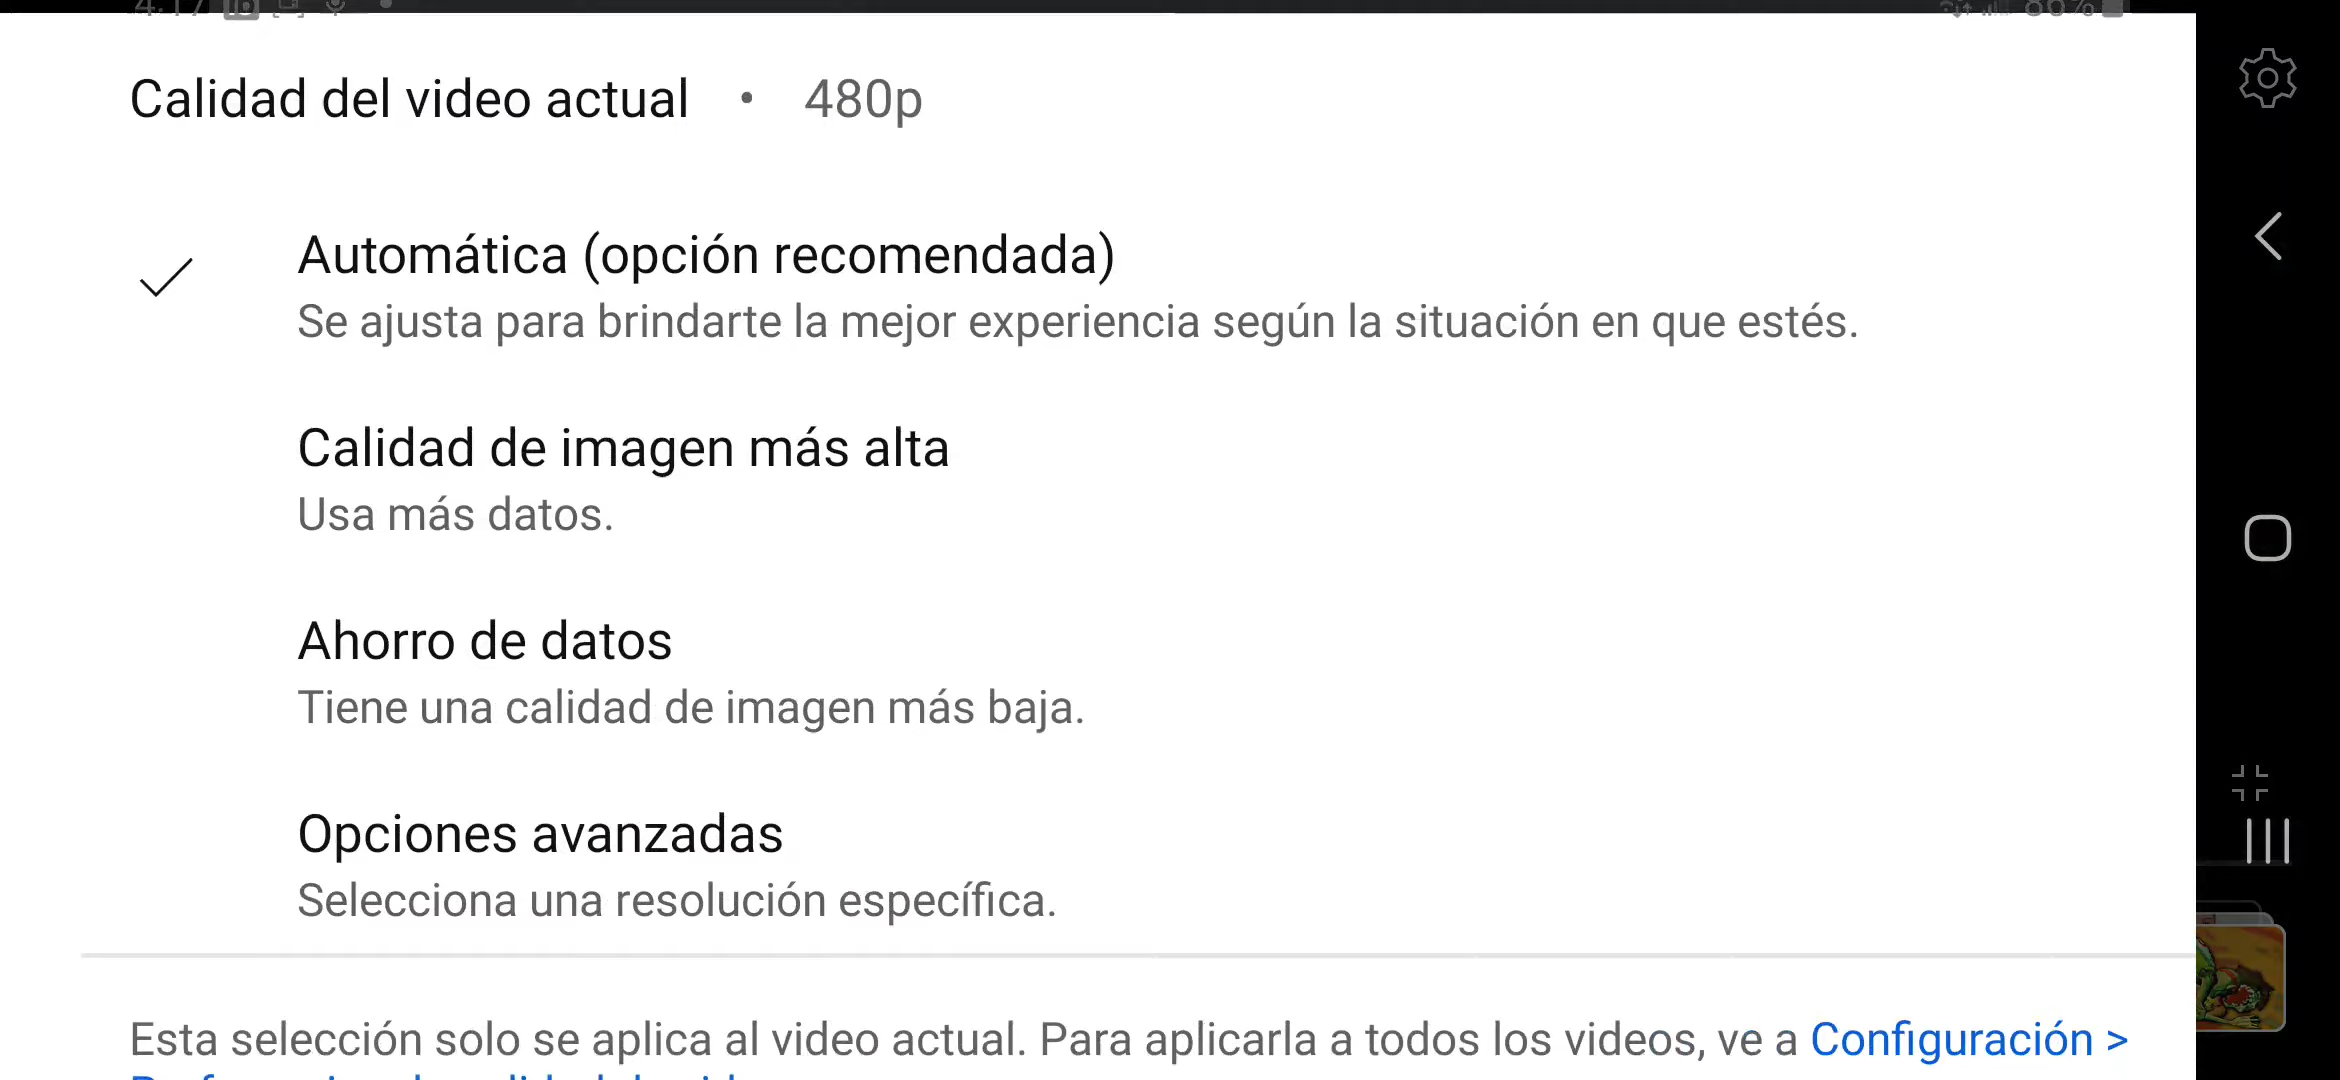 Calidad del video actual • 480p
Automática (opción recomendada)
Se ajusta para brindarte la mejor experiencia según la situación en que estés.
Calidad de imagen más alta
Usa más datos.
Ahorro de datos
Tiene una calidad de imagen más baja.
Opciones avanzadas
Selecciona una resolución específica.
Esta selección solo se aplica al video actual. Para aplicarla a todos los videos, ve a Configuración >